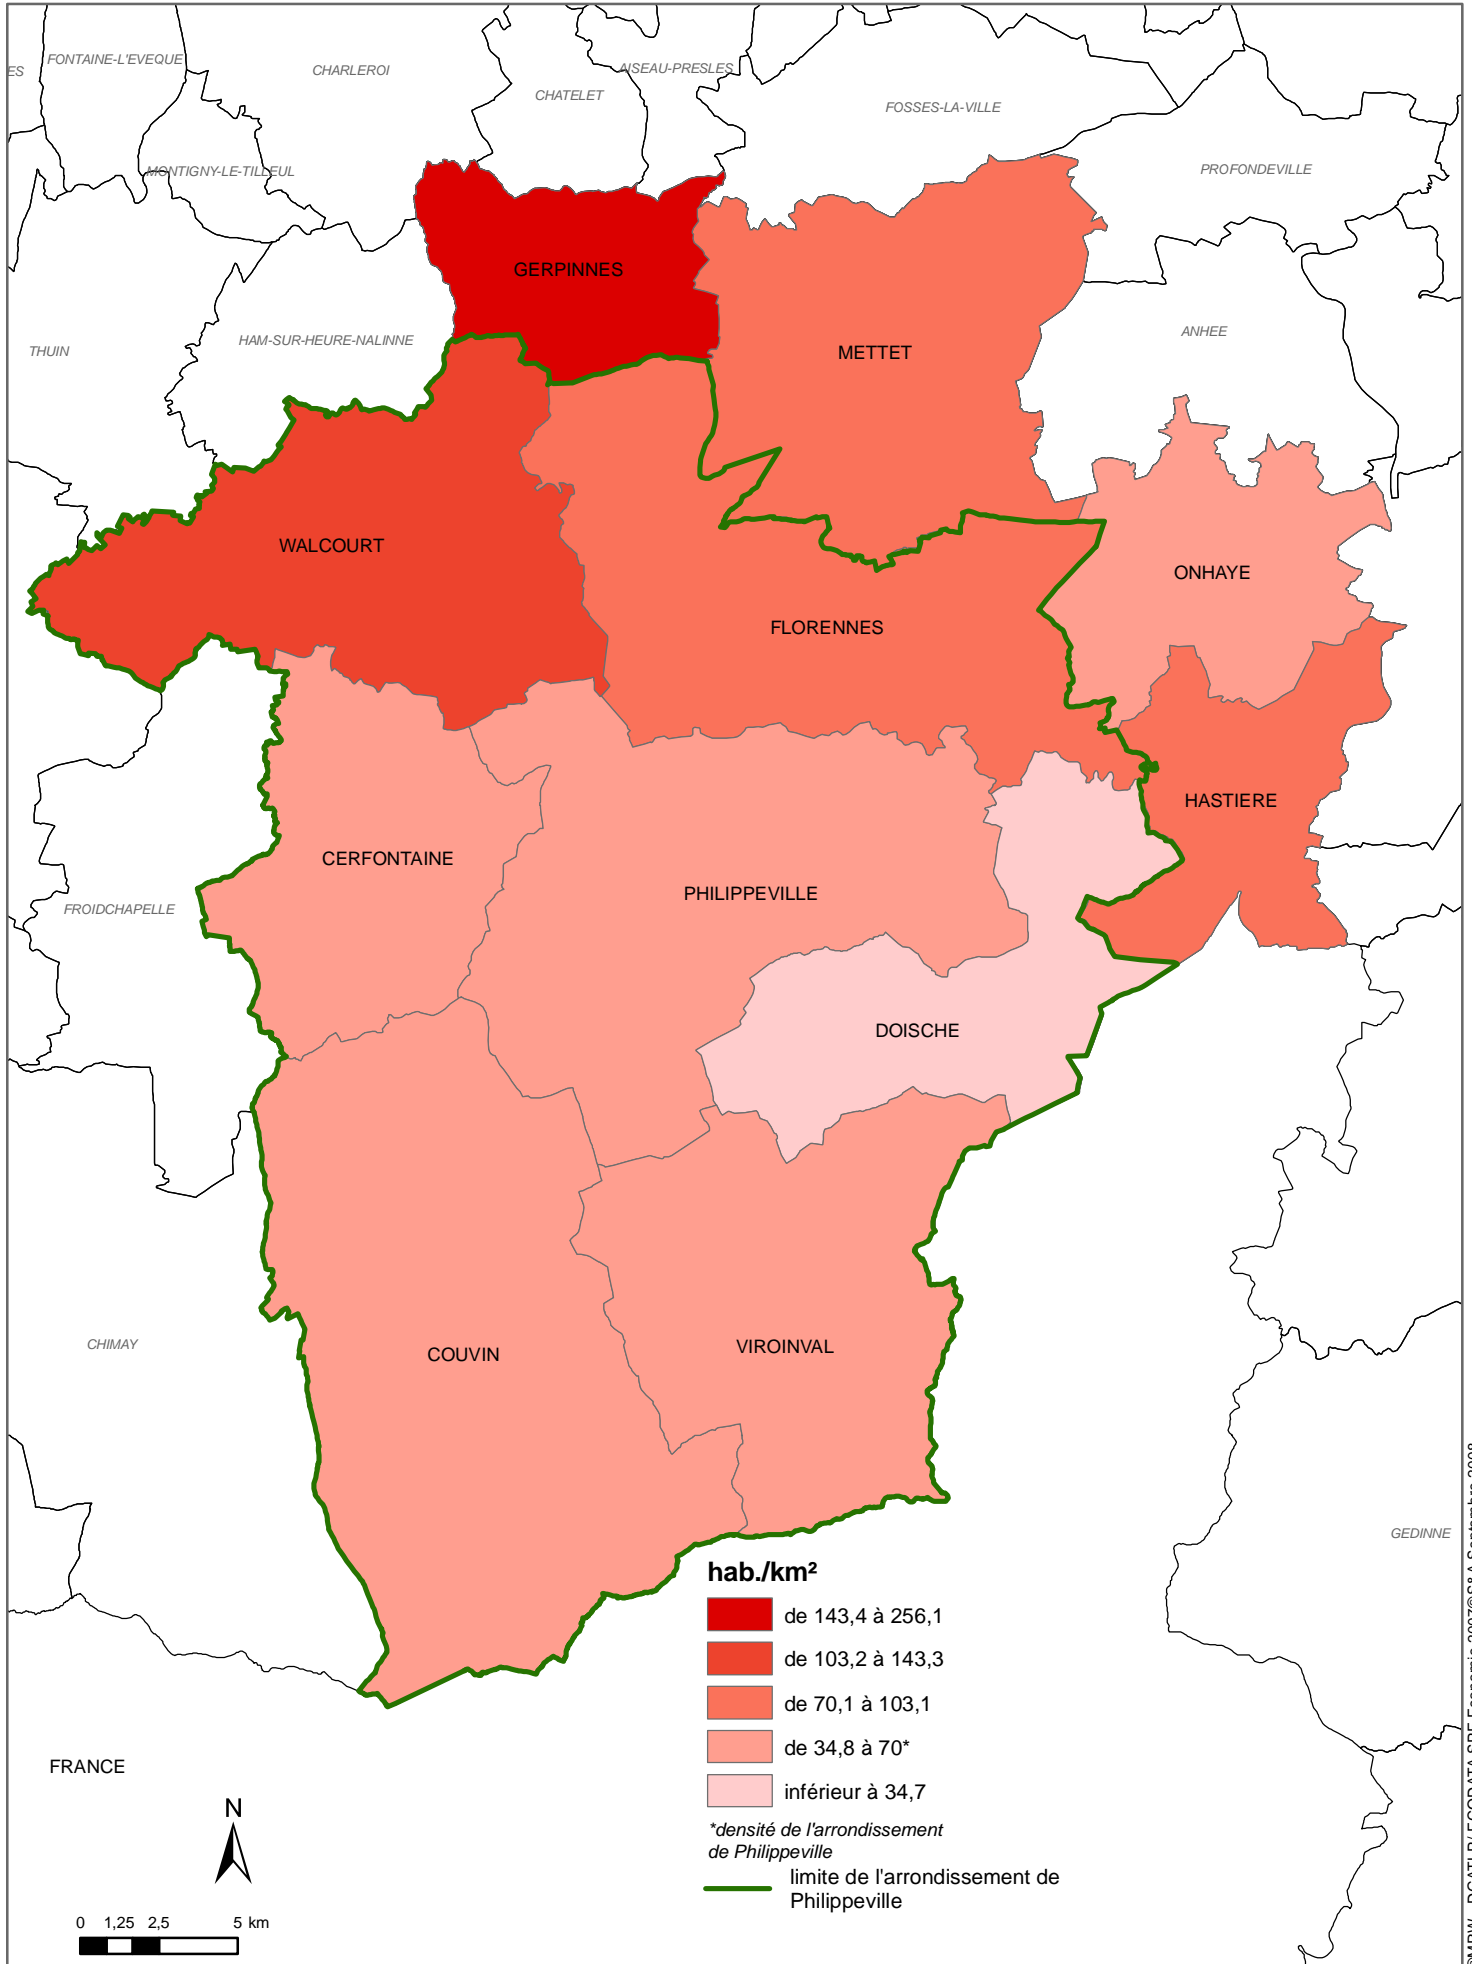 ES
FONTAINE-L'EVEQUE
CHARLEROI
AISEAU-PRESLES
CHATELET
FOSSES-LA-VILLE
MONTIGNY-LE-TILLEUL
PROFONDEVILLE
GERPINNES
ANHEE
HAM-SUR-HEURE-NALINNE
THUIN
METTET
WALCOURT
ONHAYE
FLORENNES
HASTIERE
CERFONTAINE
PHILIPPEVILLE
FROIDCHAPELLE
DOISCHE
CHIMAY
COUVIN
VIROINVAL
GEDINNE
hab./km²
de 143,4 à 256,1
de 103,2 à 143,3
de 70,1 à 103,1
de 34,8 à 70*
inférieur à 34,7
*densité de l'arrondissement
de Philippeville
limite de l'arrondissement de
Philippeville
FRANCE
N
0 1,25 2,5 5 km